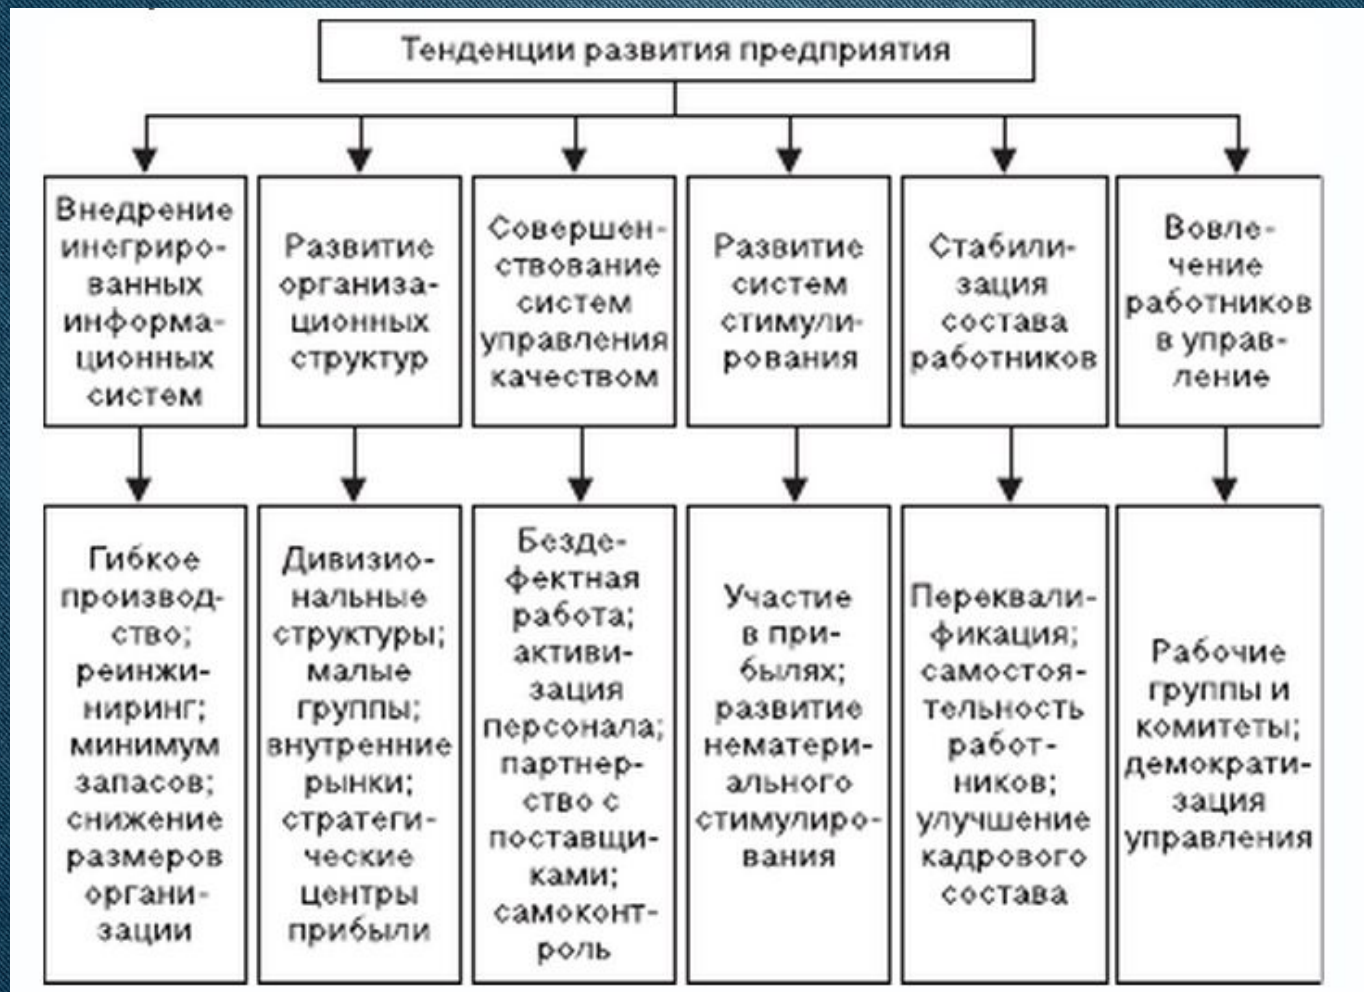 Тенденции развития предприятия
Внедрение
инегриро-
ванных
информа-
ционных
систем
Развитие
организа-
ционных
структур
Совершен-
ствование
систем
управления
качеством
Развитие
систем
стимули-
рования
Стабили-
зация
состава
работников
Вовле-
чение
работников
в управ-
ление
Гибкое
производ-
ство;
реинжи-
ниринг;
минимум
запасов;
снижение
размеров
органи-
зации
Дивизио-
нальные
структуры;
малые
группы;
внутренние
рынки;
стратеги-
ческие
центры
прибыли
Безде-
фектная
работа;
активи-
зация
персонала;
партнер-
ство с
поставщи-
ками;
самоконт-
роль
Участие
в при-
былях;
развитие
нематери-
ального
стимулиро-
вания
Переквали-
фикация;
самостоя-
тельность
работ-
ников;
улучшение
кадрового
состава
Рабочие
группы и
комитеты;
демократи-
зация
управления